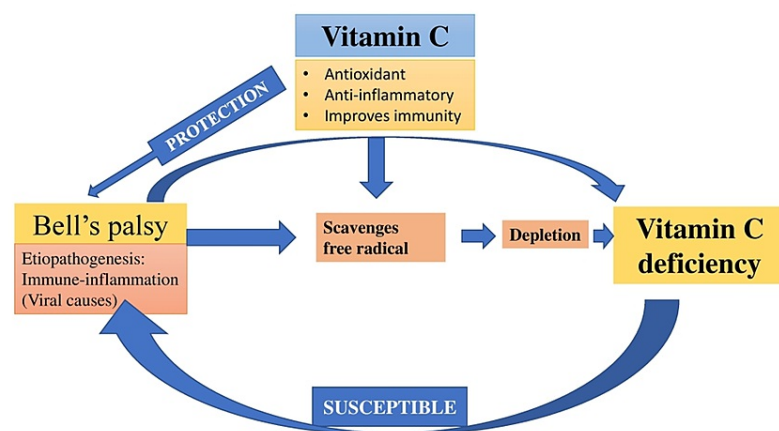 Vitamin C
• Antioxidant
• Anti-inflammatory
• Improves immunity
PROTECTION
Bell's palsy
Etiopathogenesis:
Immune-inflammation
(Viral causes)
Scavenges
free radical
Depletion
Vitamin C
deficiency
SUSCEPTIBLE